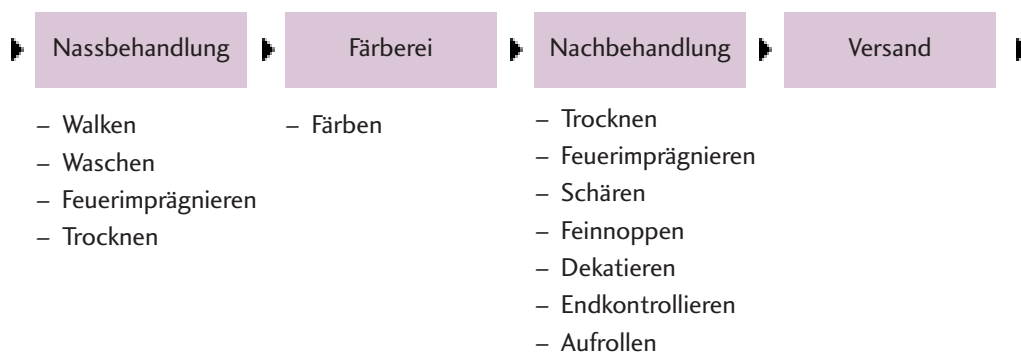 Nassbehandlung
Färberei
Nachbehandlung
Versand
– Walken
– Waschen
– Feuerimprägnieren
– Trocknen
– Färben
– Trocknen
– Feuerimprägnieren
– Schären
– Feinnoppen
– Dekatieren
– Endkontrollieren
– Aufrollen